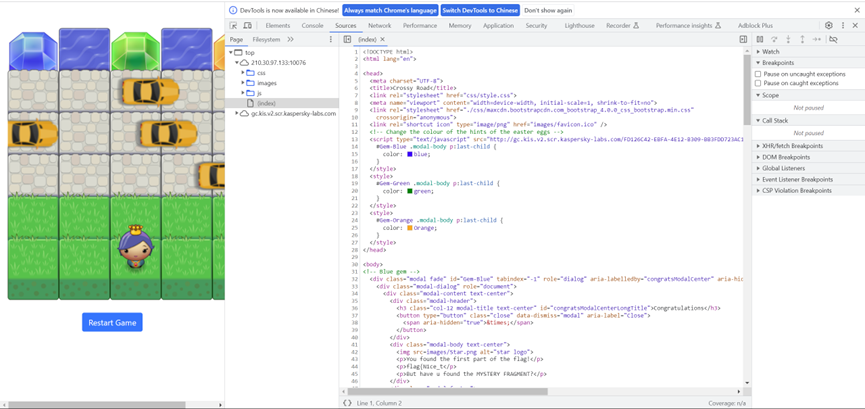 DevTools is now available in Chinese! Always match Chrome's language Switch DevTools to Chinese Don't show again
Elements Console Sources Network Performance Memory Application Security Lighthouse Recorder Performance insights Adblock Plus
Page Filesystem
top
210.30.97.133:10076
css
images
js
(index)
gc.kis.v2.scr.kaspersky-labs.com
(index)
1 <!DOCTYPE html>
2 <html lang="en">
3
4 <head>
5 <meta charset="UTF-8">
6 <title>Crossy Road</title>
7 <link rel="stylesheet" href="css/style.css">
8 <meta name="viewport" content="width=device-width, initial-scale=1, shrink-to-fit=no">
9 <link rel="stylesheet" href="./css/maxcdn.bootstrapcdn.com_bootstrap_4.0.0_css_bootstrap.min.css"
10 crossorigin="anonymous">
11 <link rel="shortcut icon" type="image/png" href="images/favicon.ico" />
12 <!-- Change the colour of the hints of the easter eggs -->
13 <script type="text/javascript" src="http://gc.kis.v2.scr.kaspersky-labs.com/
14 #Gem-Blue .modal-body p:last-child {
15 color: blue;
16 }
17 </style>
18 <style>
19 #Gem-Green .modal-body p:last-child {
20 color: green;
21 }
22 </style>
23 <style>
24 #Gem-Orange .modal-body p:last-child {
25 color: Orange;
26 }
27 </style>
28 </head>
29
30 <body>
31 <!-- Blue gem -->
32 <div class="modal fade" id="Gem-Blue" tabindex="-1" role="dialog" aria-labelledby="congratsModalCenter" aria-hi
33 <div class="modal-dialog" role="document">
34 <div class="modal-content text-center">
35 <div class="modal-header">
36 <h3 class="col-12 modal-title text-center" id="congratsModalCenterLongTitle">Congratulations</h3>
37 <button type="button" class="close" data-dismiss="modal" aria-label="Close">
38 <span aria-hidden="true">&times;</span>
39 </button>
40 </div>
41 <div class="modal-body text-center">
42 <img src=images/Star.png alt="star logo">
43 <p>You found the first part of the flag!</p>
44 <p>flag{Nice_t</p>
45 <p>But have u found the MYSTERY FRAGMENT?</p>
46 </div>
Line 1, Column 2 Coverage: n/a
Watch
Breakpoints
Pause on uncaught exceptions
Pause on caught exceptions
Scope
Not paused
Call Stack
Not paused
XHR/fetch Breakpoints
DOM Breakpoints
Global Listeners
Event Listener Breakpoints
CSP Violation Breakpoints
Restart Game